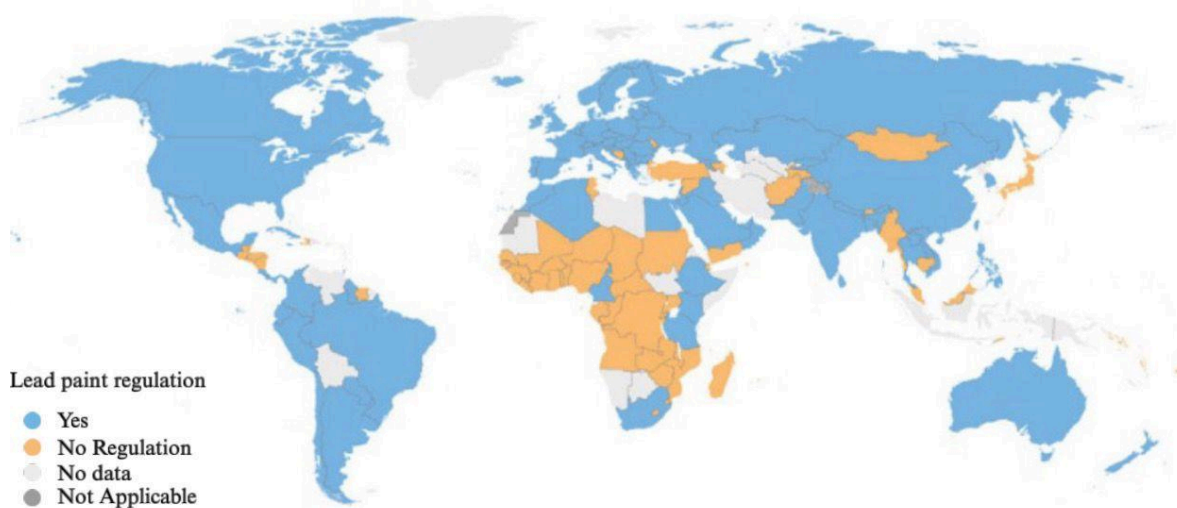 Lead paint regulation
Yes
No Regulation
No data
Not Applicable